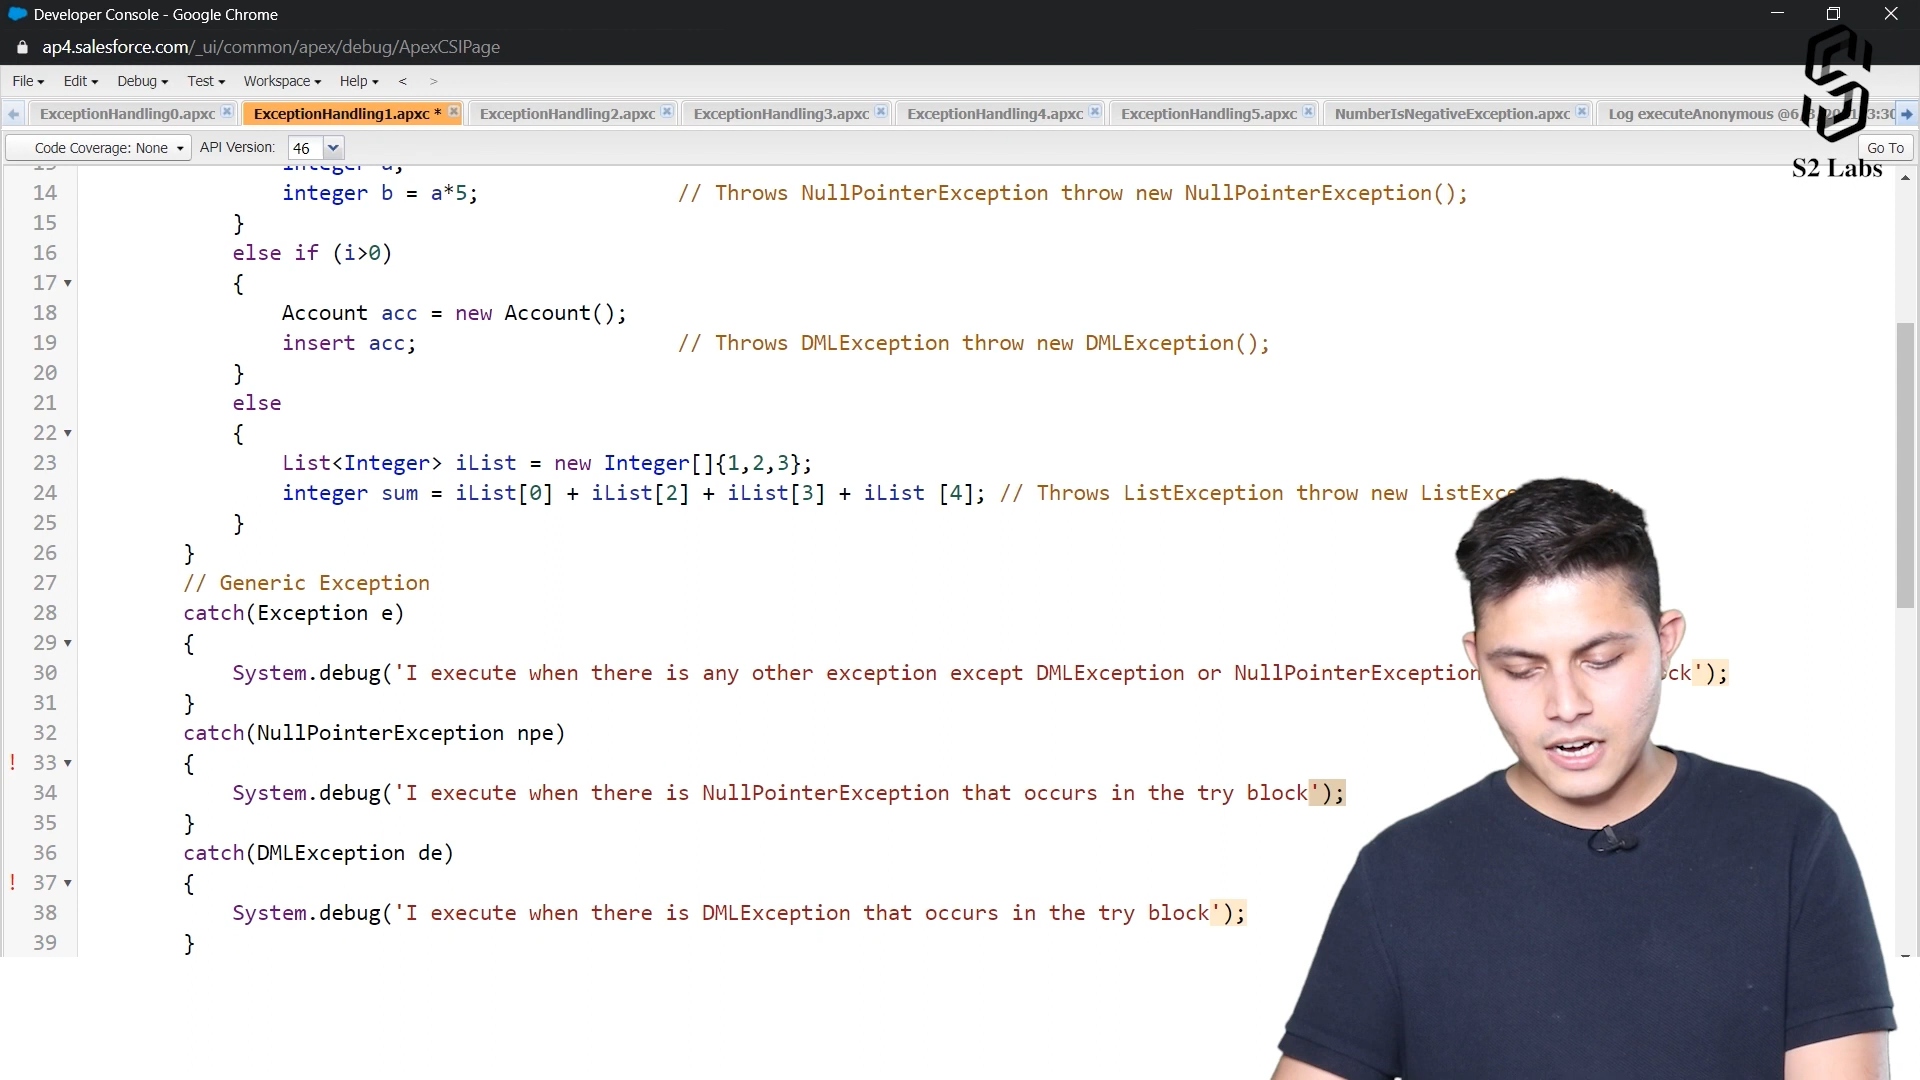 Developer Console - Google Chrome
ap4.salesforce.com/_ui/common/apex/debug/ApexCSIPage
File Edit Debug Test Workspace Help < >
ExceptionHandling0.apxc ExceptionHandling1.apxc * ExceptionHandling2.apxc ExceptionHandling3.apxc ExceptionHandling4.apxc ExceptionHandling5.apxc NumberIsNegativeException.apxc Log executeAnonymous
Code Coverage: None API Version: 46 Go To
S2 Labs
14 integer b = a*5; // Throws NullPointerException throw new NullPointerException();
15 }
16 else if (i>0)
17 {
18 Account acc = new Account();
19 insert acc; // Throws DMLException throw new DMLException();
20 }
21 else
22 {
23 List<Integer> iList = new Integer[]{1,2,3};
24 integer sum = iList[0] + iList[2] + iList[3] + iList [4]; // Throws ListException throw new
25 }
26 }
27 // Generic Exception
28 catch(Exception e)
29 {
30 System.debug('I execute when there is any other exception except DMLException or NullPointerException ');
31 }
32 catch(NullPointerException npe)
! 33 {
34 System.debug('I execute when there is NullPointerException that occurs in the try block');
35 }
36 catch(DMLException de)
! 37 {
38 System.debug('I execute when there is DMLException that occurs in the try block');
39 }